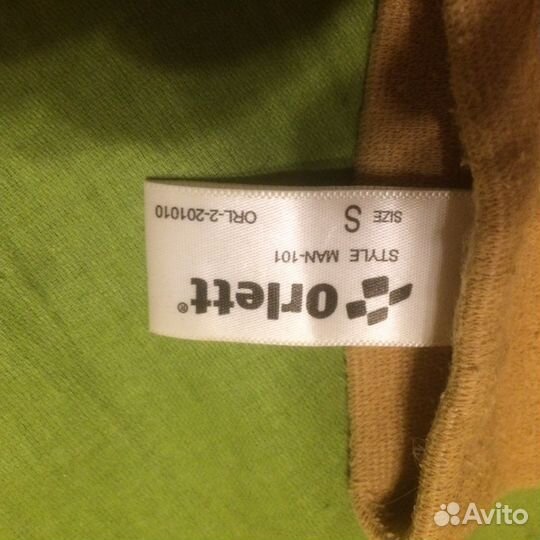 orlett®
STYLE MAN-101
SIZE S
ORL-2-201010
Avito